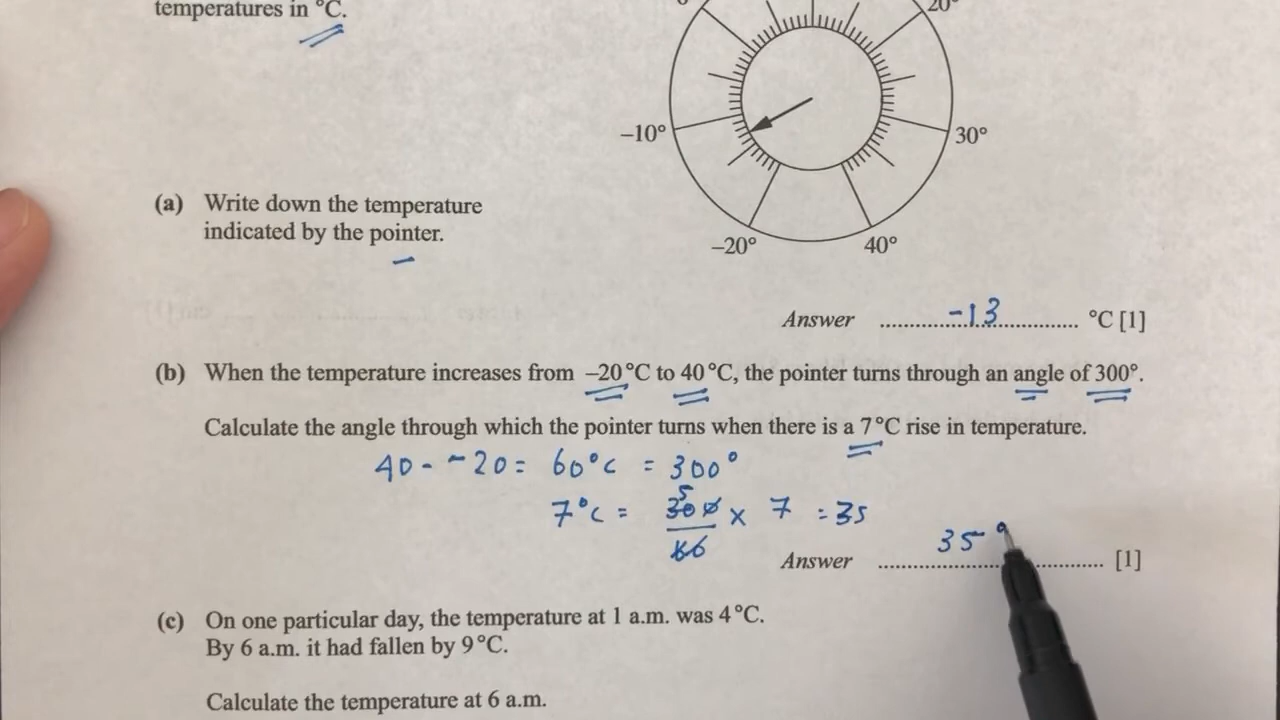 temperatures in °C.
20°
–10°
30°
(a) Write down the temperature
indicated by the pointer.
–20°
40°
Answer -13 °C [1]
(b) When the temperature increases from –20 °C to 40 °C, the pointer turns through an angle of 300°.
Calculate the angle through which the pointer turns when there is a 7 °C rise in temperature.
40 - -20 = 60°C = 300°
7°C = 300/60 x 7 = 35
5
Answer 35° [1]
(c) On one particular day, the temperature at 1 a.m. was 4 °C.
By 6 a.m. it had fallen by 9 °C.
Calculate the temperature at 6 a.m.